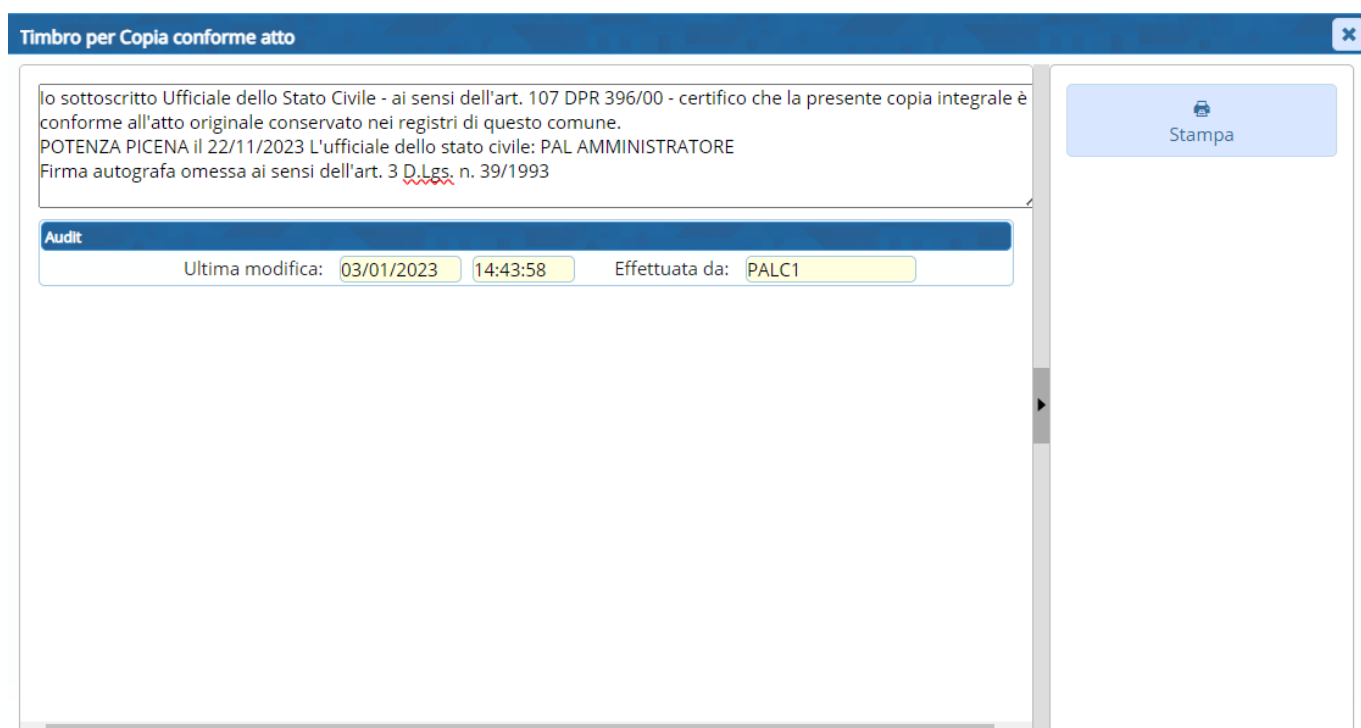 Timbro per Copia conforme atto
Io sottoscritto Ufficiale dello Stato Civile - ai sensi dell'art. 107 DPR 396/00 - certifico che la presente copia integrale è
conforme all'atto originale conservato nei registri di questo comune.
POTENZA PICENA il 22/11/2023 L'ufficiale dello stato civile: PAL AMMINISTRATORE
Firma autografa omessa ai sensi dell'art. 3 D.Lgs. n. 39/1993
Stampa
Audit
Ultima modifica: 03/01/2023 14:43:58 Effettuata da: PALC1